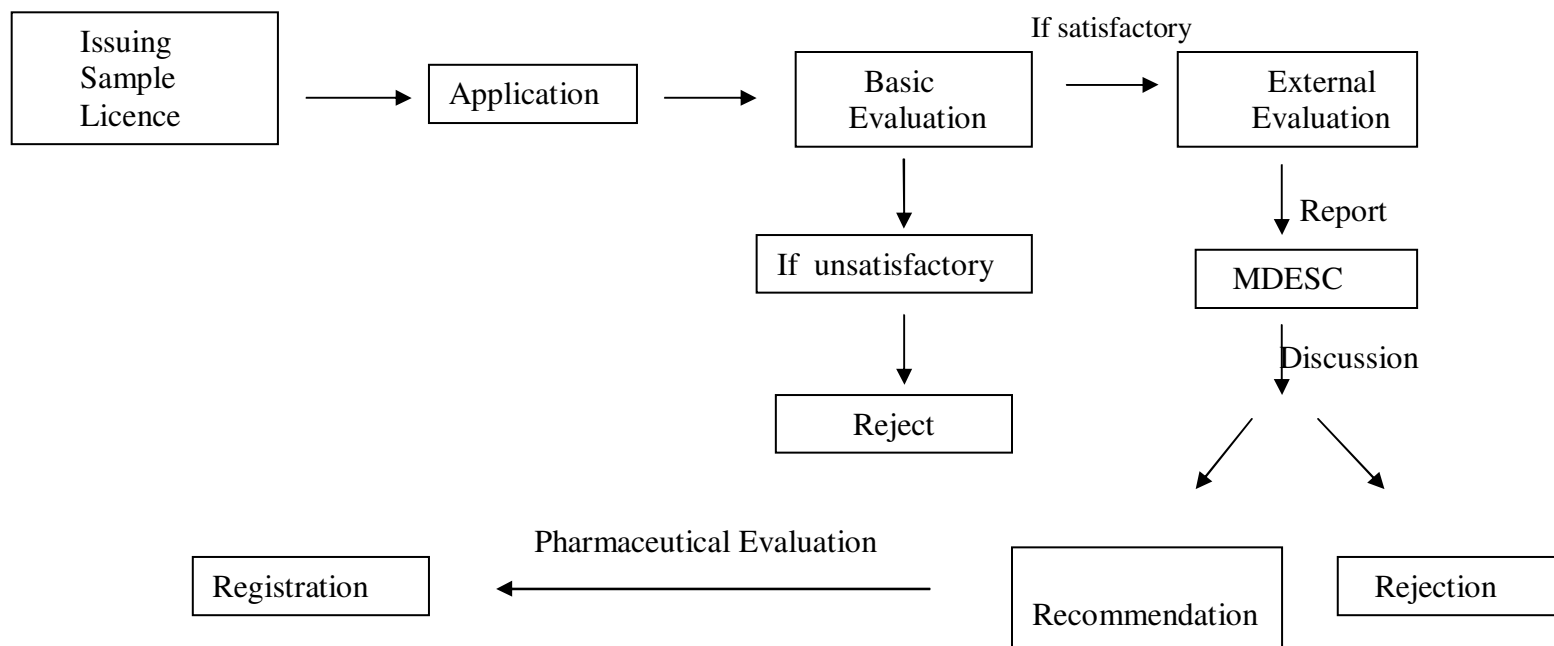 Issuing
Sample
Licence
Application
Basic
Evaluation
If satisfactory
External
Evaluation
If unsatisfactory
Reject
Report
MDESC
Discussion
Recommendation
Rejection
Pharmaceutical Evaluation
Registration